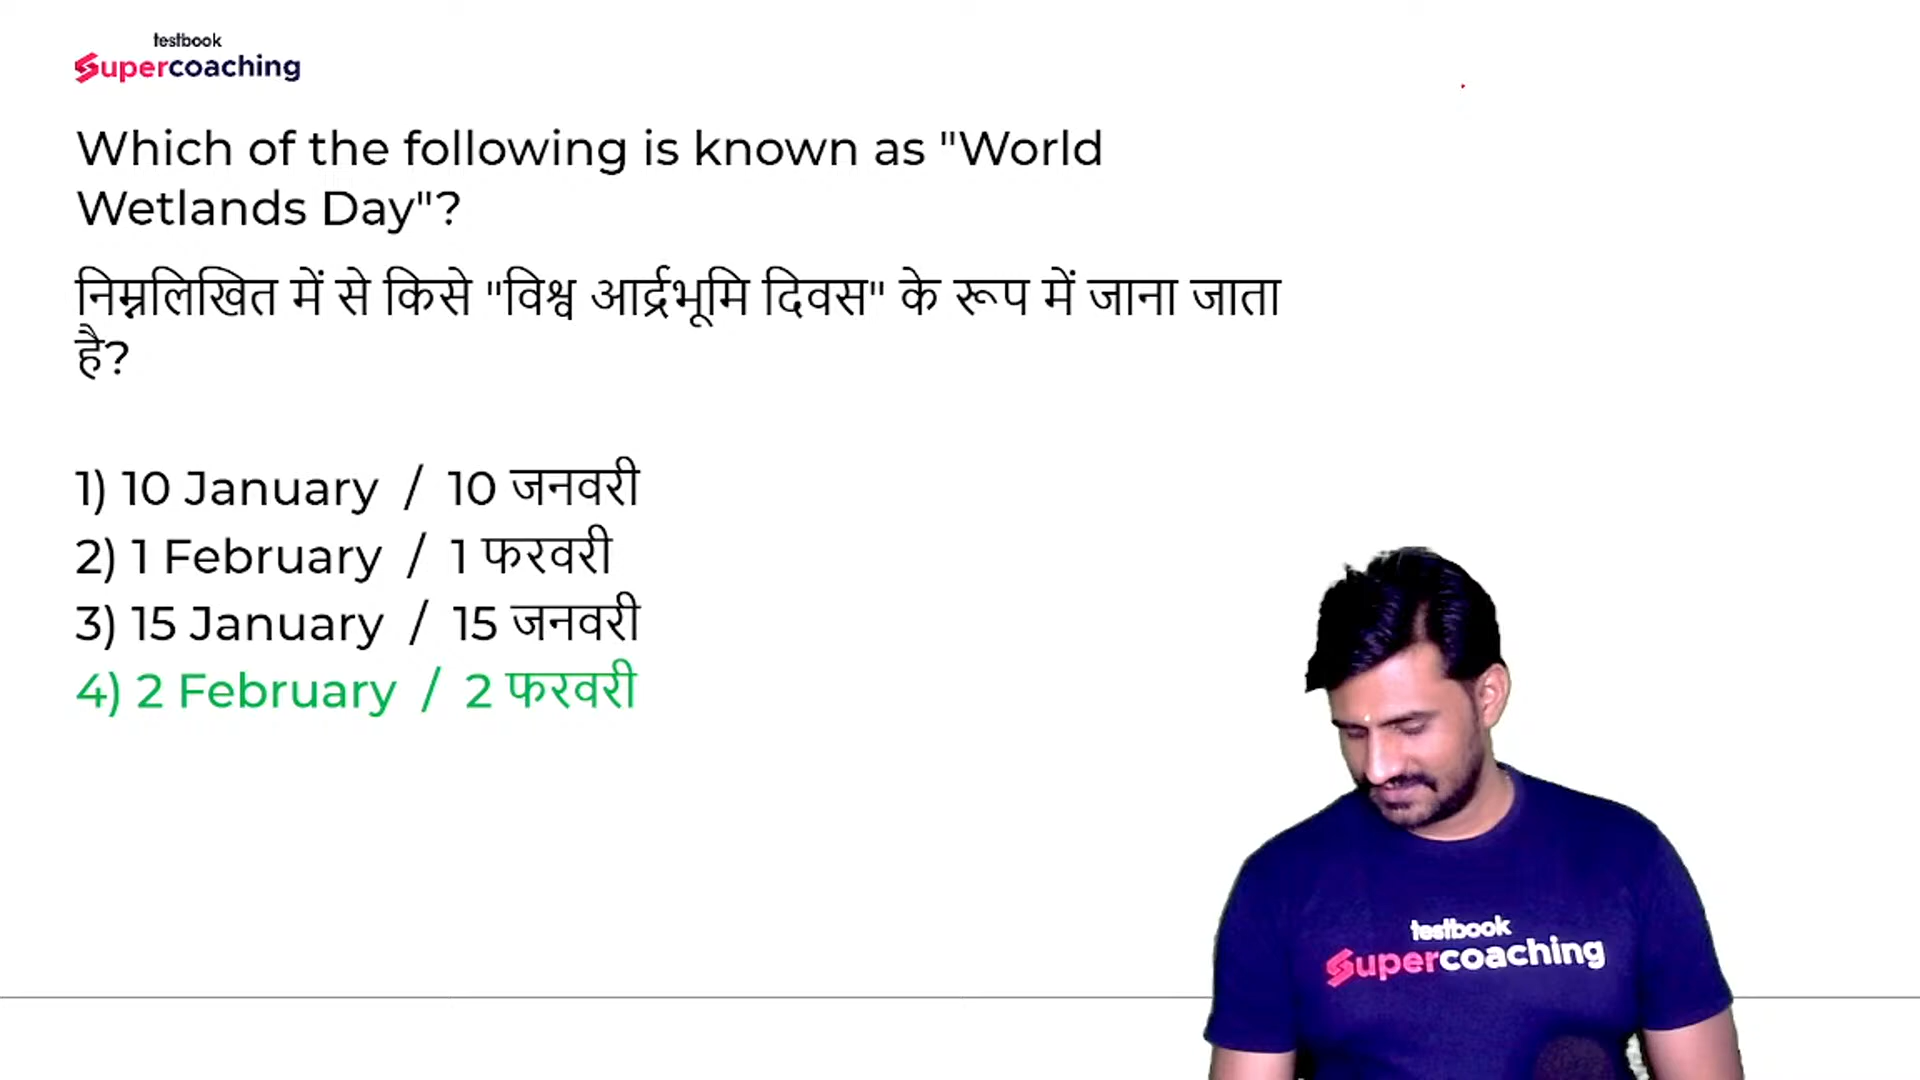 testbook
Supercoaching
Which of the following is known as "World
Wetlands Day"?
निम्नलिखित में से किसे "विश्व आर्द्रभूमि दिवस" के रूप में जाना जाता
है?
1) 10 January / 10 जनवरी
2) 1 February / 1 फरवरी
3) 15 January / 15 जनवरी
4) 2 February / 2 फरवरी
testbook
Supercoaching